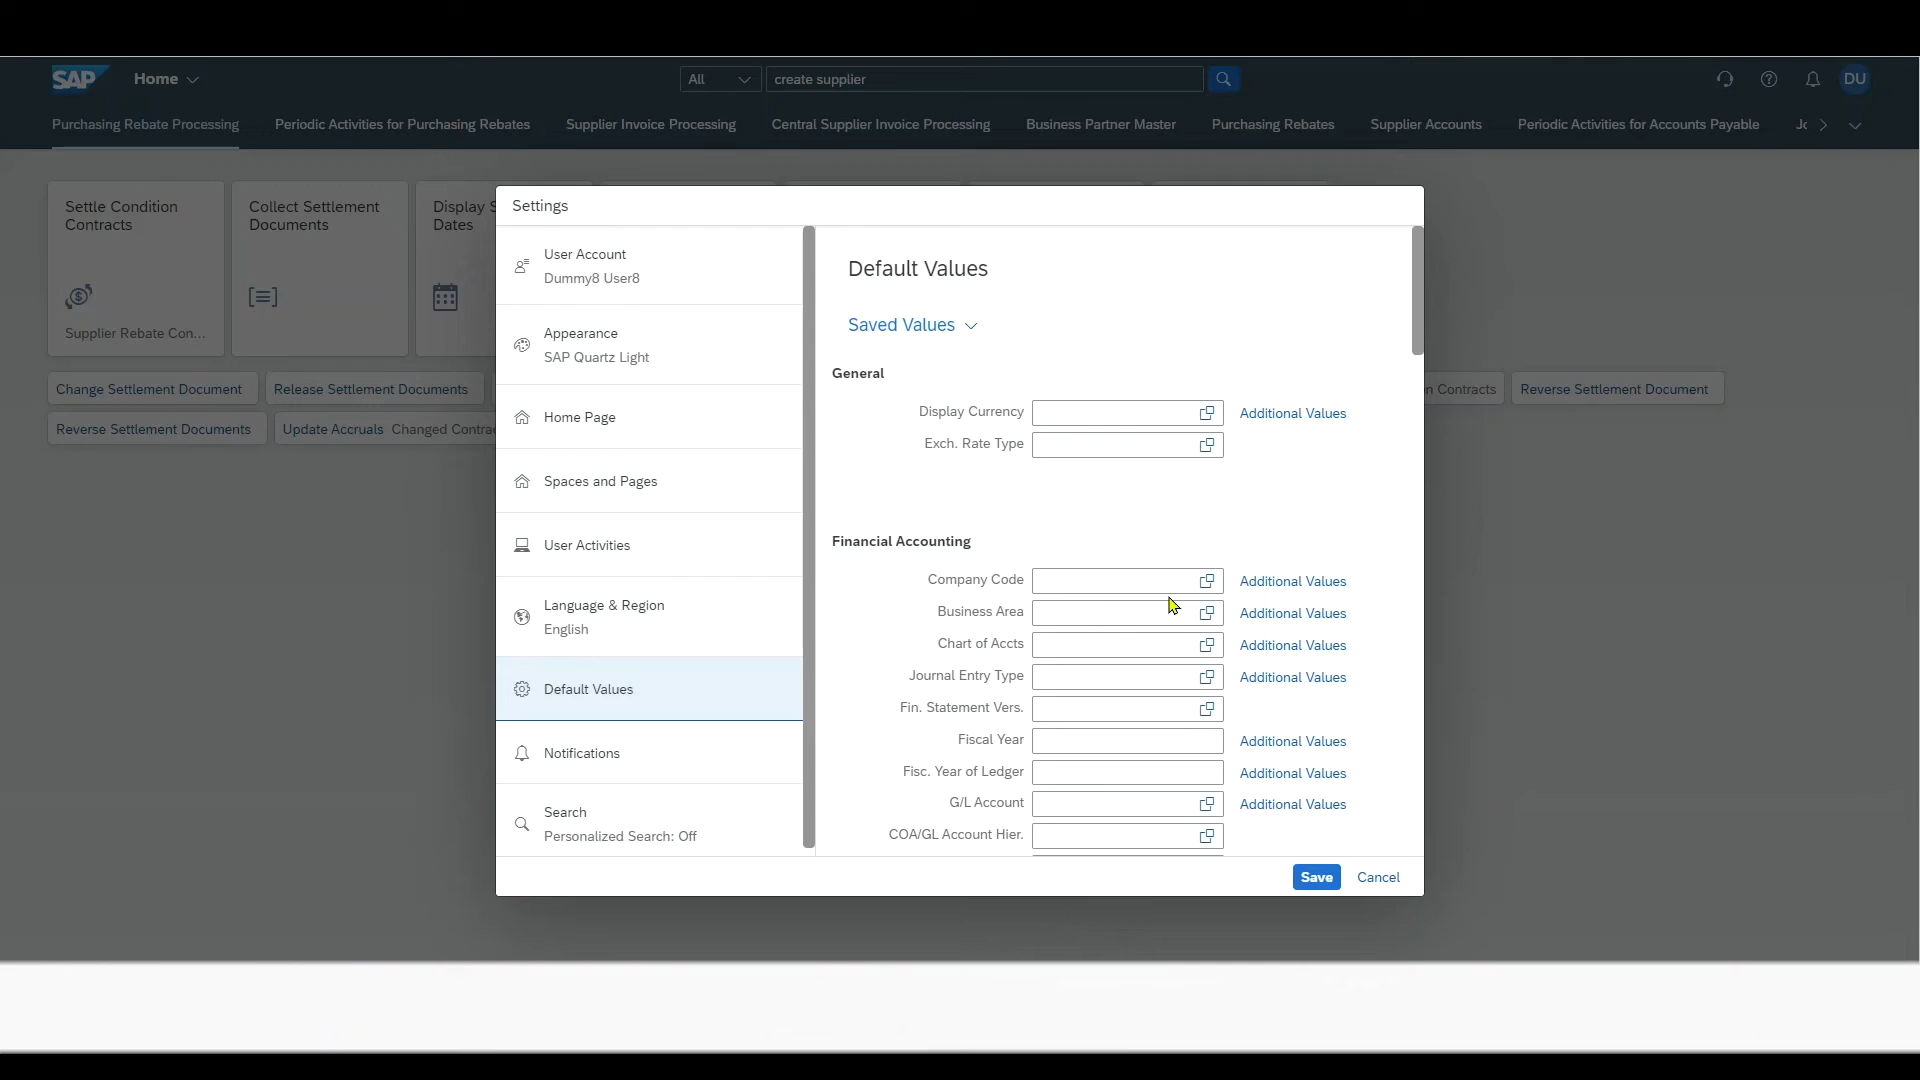 SAP Home All create supplier DU
Purchasing Rebate Processing Periodic Activities for Purchasing Rebates Supplier Invoice Processing Central Supplier Invoice Processing Business Partner Master Purchasing Rebates Supplier Accounts Periodic Activities for Accounts Payable
Settle Condition
Contracts
Supplier Rebate Con...
Collect Settlement
Documents
Display
Dates
Change Settlement Document Release Settlement Documents Contracts Reverse Settlement Document
Reverse Settlement Documents Update Accruals Changed Contrac
Settings
User Account
Dummy8 User8
Appearance
SAP Quartz Light
Home Page
Spaces and Pages
User Activities
Language & Region
English
Default Values
Notifications
Search
Personalized Search: Off
Default Values
Saved Values
General
Display Currency Additional Values
Exch. Rate Type
Financial Accounting
Company Code Additional Values
Business Area Additional Values
Chart of Accts Additional Values
Journal Entry Type Additional Values
Fin. Statement Vers.
Fiscal Year Additional Values
Fisc. Year of Ledger Additional Values
G/L Account Additional Values
COA/GL Account Hier.
Save Cancel